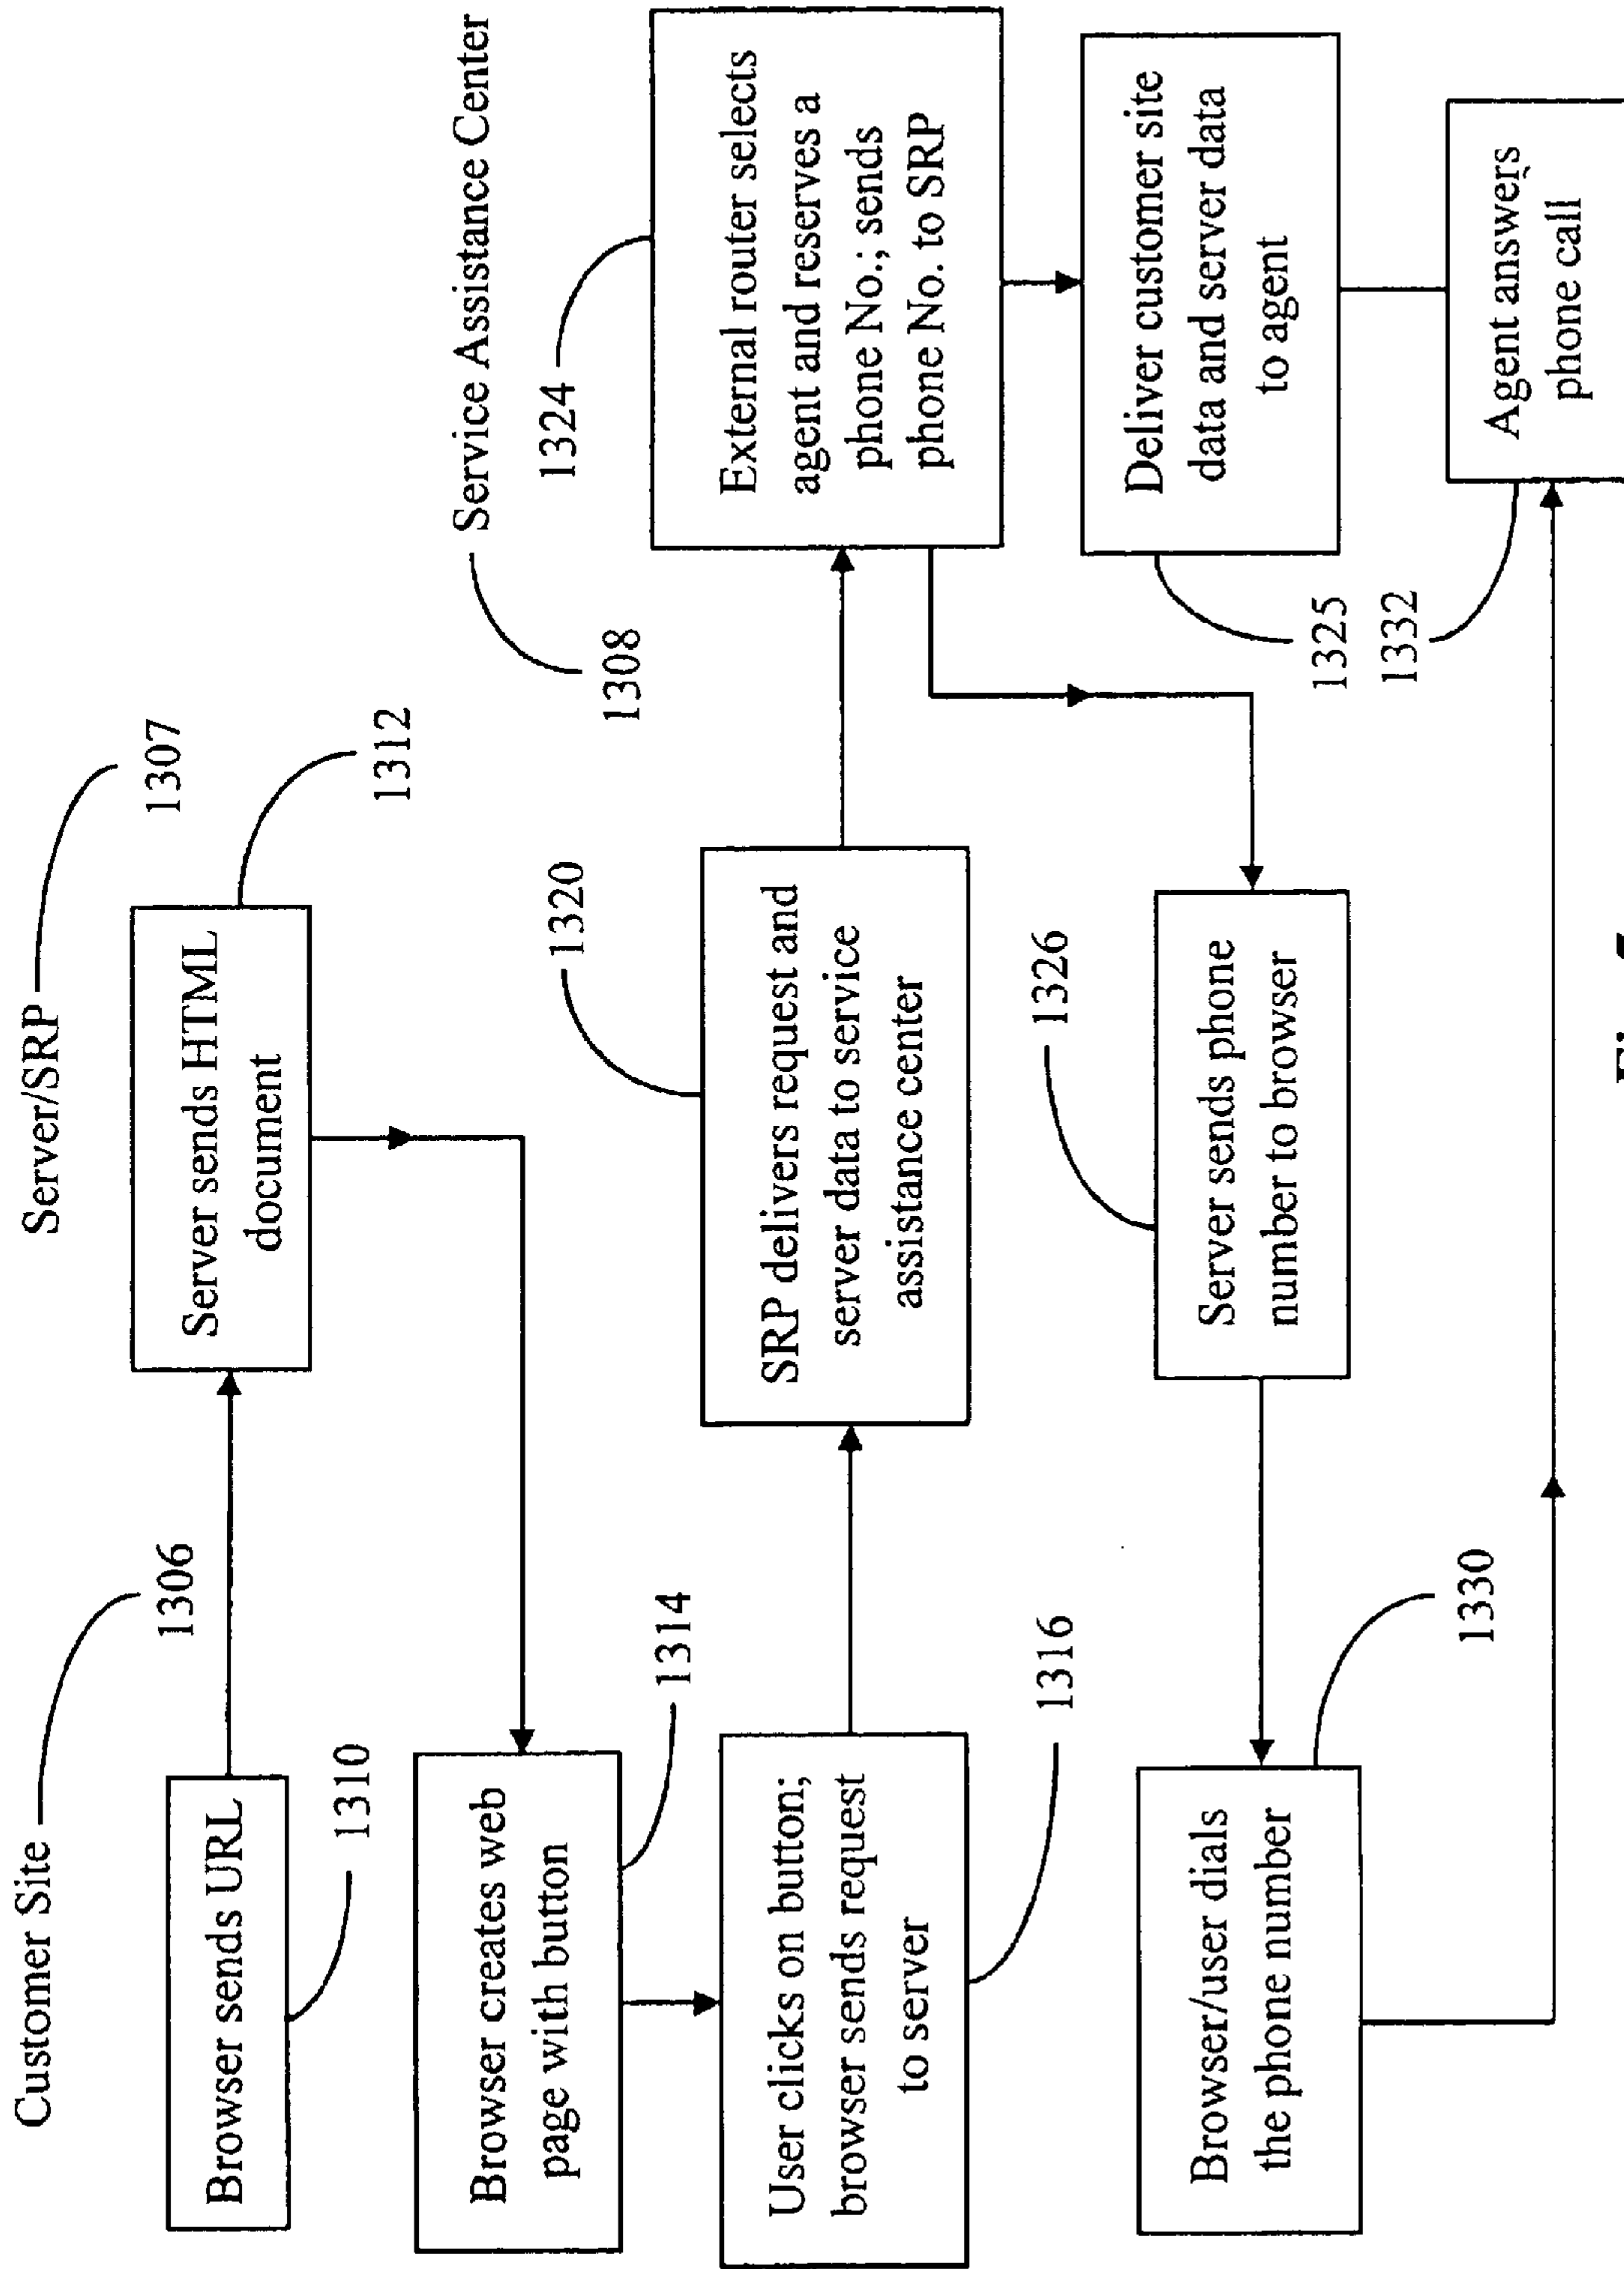 Customer Site
1306
Server/SRP
1307
Service Assistance Center
1308
Browser sends URL
1310
Server sends HTML
document
1312
Browser creates web
page with button
1314
User clicks on button;
browser sends request
to server
1316
SRP delivers request and
server data to service
assistance center
1320
External router selects
agent and reserves a
phone No.; sends
phone No. to SRP
1324
Deliver customer site
data and server data
to agent
1325
Server sends phone
number to browser
1326
Browser/user dials
the phone number
1330
Agent answers
phone call
1332